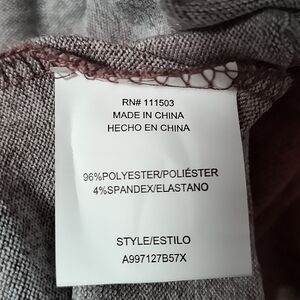 RN# 111503
MADE IN CHINA
HECHO EN CHINA
96%POLYESTER/POLIÉSTER
4%SPANDEX/ELASTANO
STYLE/ESTILO
A997127B57X